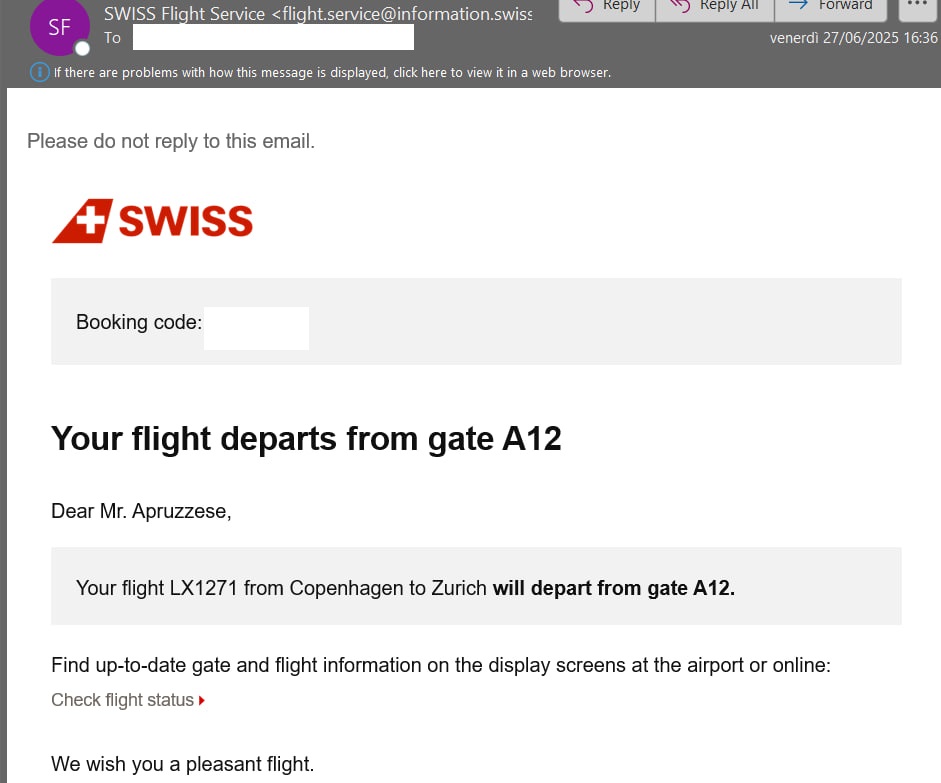 SF
SWISS Flight Service <flight.service@information.swiss
Reply
Reply All
Forward
To
venerdì 27/06/2025 16:36
If there are problems with how this message is displayed, click here to view it in a web browser.
Please do not reply to this email.
SWISS
Booking code:
Your flight departs from gate A12
Dear Mr. Apruzzese,
Your flight LX1271 from Copenhagen to Zurich will depart from gate A12.
Find up-to-date gate and flight information on the display screens at the airport or online:
Check flight status
We wish you a pleasant flight.